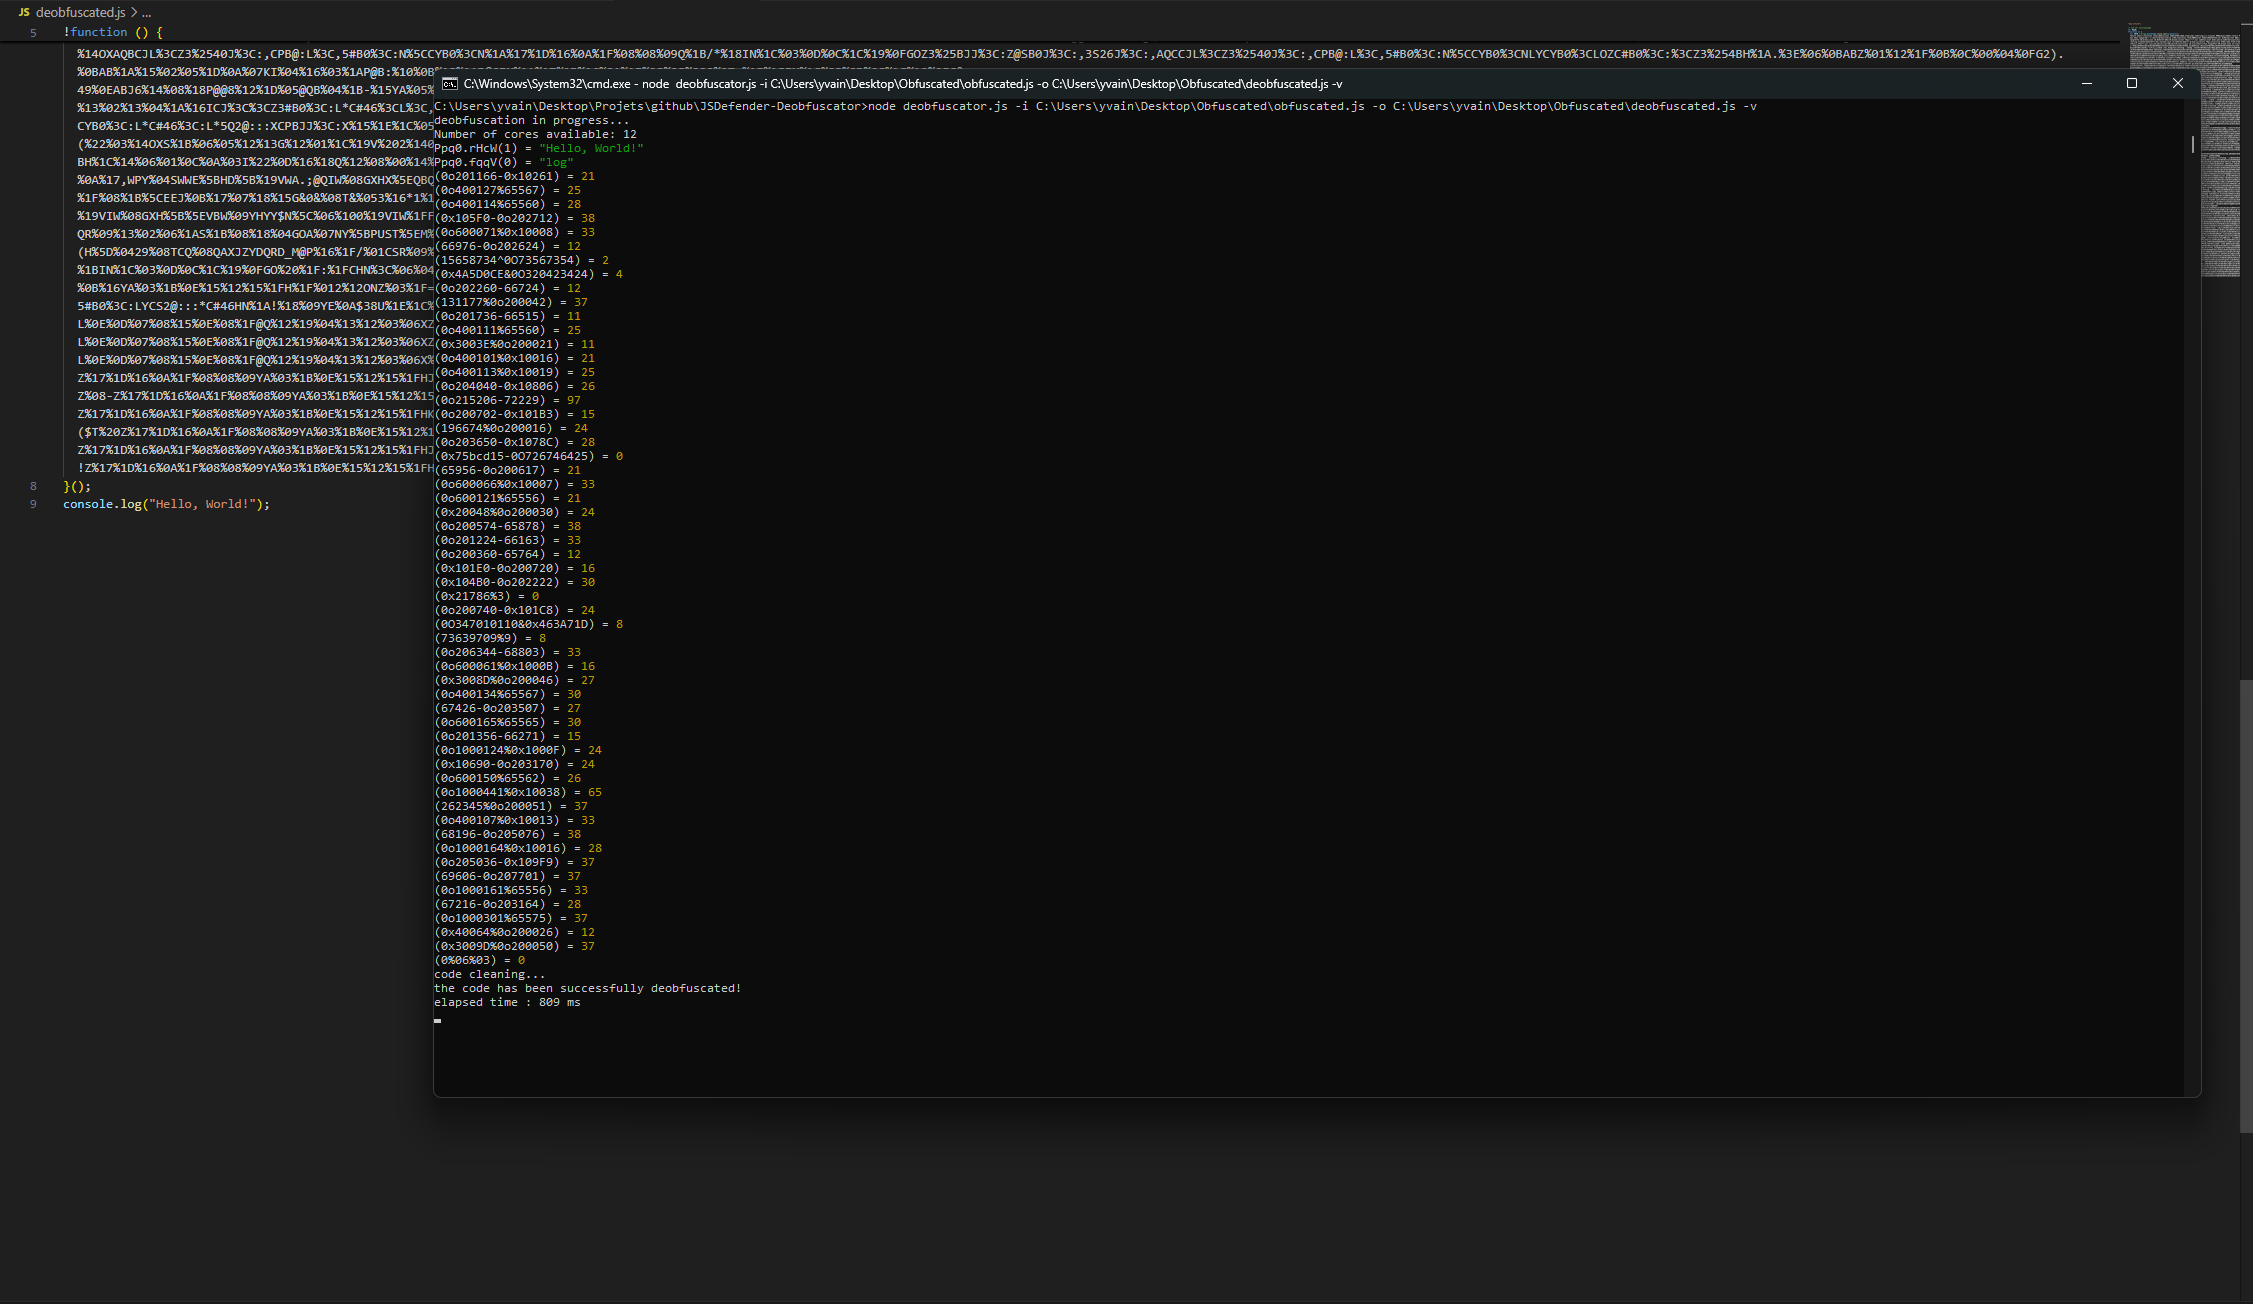 JS deobfuscated.js > ...
5 !function () {
%14OXAQBCJL%3CZ3%2540J%3C:,CPB@:L%3C,5#B0%3C:N%5CCYB0%3CN%1A%17%1D%16%0A%1F%08%08%09Q%1B/*%18IN%1C%03%0D%0C%1C%19%0FGOZ3%25BJJ%3C:Z@SB0J%3C:,3S26J%3C:,AQCCJL%3CZ3%2540J%3C:,CPB@:L%3C,5#B0%3C:N%5CCYB0%3CNLYCYB0%3CLOZC#B0%3C:%3CZ3%254BH%1A.%3E%06%0BABZ%01%12%1F%0B%0C%00%04%0FG2).
C:\Windows\System32\cmd.exe - node deobfuscator.js -i C:\Users\yvain\Desktop\Obfuscated\obfuscated.js -o C:\Users\yvain\Desktop\Obfuscated\deobfuscated.js -v
%0BAB%1A%15%02%05%1D%0A%07KI%04%16%03%1AP@B:%10%0B
49%0EABJ6%14%08%18P@@8%12%1D%05@QB%04%1B-%15YA%05%
%13%02%13%04%1A%16ICJ%3C%3CZ3#B0%3C:L*C#46%3CL%3C,
CYB0%3C:L*C#46%3C:L*5Q2@:::XCPBJJ%3C:X%15%1E%1C%05
(%22%03%14OXS%1B%06%05%12%13G%12%01%1C%19V%202%140
BH%1C%14%06%01%0C%0A%03I%22%0D%16%18Q%12%08%00%14%
%0A%17,WPY%04SWWE%5BHD%5B%19VWA.;@QIW%08GXHX%5EQBQ
%1F%08%1B%5CEEJ%0B%17%07%18%15G&0&%08T&%053%16*1%1
%19VIW%08GXH%5B%5EVBW%09YHYY$N%5C%06%100%19VIW%1FF
QR%09%13%02%06%1AS%1B%08%18%04GOA%07NY%5BPUST%5EM%
(H%5D%0429%08TCQ%08QAXJZYDQRD_M@P%16%1F/%01CSR%09%
%1BIN%1C%03%0D%0C%1C%19%0FGO%20%1F:%1FCHN%3C%06%04
%0B%16YA%03%1B%0E%15%12%15%1FH%1F%012%12ONZ%03%1F=
5#B0%3C:LYCS2@:::*C#46HN%1A!%18%09YE%0A$38U%1E%1C%
L%0E%0D%07%08%15%0E%08%1F@Q%12%19%04%13%12%03%06XZ
L%0E%0D%07%08%15%0E%08%1F@Q%12%19%04%13%12%03%06XZ
L%0E%0D%07%08%15%0E%08%1F@Q%12%19%04%13%12%03%06X%
Z%17%1D%16%0A%1F%08%08%09YA%03%1B%0E%15%12%15%1FHJ
Z%08-Z%17%1D%16%0A%1F%08%08%09YA%03%1B%0E%15%12%15
Z%17%1D%16%0A%1F%08%08%09YA%03%1B%0E%15%12%15%1FHK
($T%20Z%17%1D%16%0A%1F%08%08%09YA%03%1B%0E%15%12%1
Z%17%1D%16%0A%1F%08%08%09YA%03%1B%0E%15%12%15%1FHJ
!Z%17%1D%16%0A%1F%08%08%09YA%03%1B%0E%15%12%15%1FH
8 }();
9 console.log("Hello, World!");
C:\Users\yvain\Desktop\Projets\github\JSDefender-Deobfuscator>node deobfuscator.js -i C:\Users\yvain\Desktop\Obfuscated\obfuscated.js -o C:\Users\yvain\Desktop\Obfuscated\deobfuscated.js -v
deobfuscation in progress...
Number of cores available: 12
Ppq0.rHcW(1) = "Hello, World!"
Ppq0.fqqV(0) = "log"
(0o201166-0x10261) = 21
(0o400127%65567) = 25
(0o400114%65560) = 28
(0x105F0-0o202712) = 38
(0o600071%0x10008) = 33
(66976-0o202624) = 12
(15658734^0O73567354) = 2
(0x4A5D0CE&0O320423424) = 4
(0o202260-66724) = 12
(131177%0o200042) = 37
(0o201736-66515) = 11
(0o400111%65560) = 25
(0x3003E%0o200021) = 11
(0o400101%0x10016) = 21
(0o400113%0x10019) = 25
(0o204040-0x10806) = 26
(0o215206-72229) = 97
(0o200702-0x101B3) = 15
(196674%0o200016) = 24
(0o203650-0x1078C) = 28
(0x75bcd15-0O726746425) = 0
(65956-0o200617) = 21
(0o600066%0x10007) = 33
(0o600121%65556) = 21
(0x20048%0o200030) = 24
(0o200574-65878) = 38
(0o201224-66163) = 33
(0o200360-65764) = 12
(0x101E0-0o200720) = 16
(0x104B0-0o202222) = 30
(0x21786%3) = 0
(0o200740-0x101C8) = 24
(0O347010110&0x463A71D) = 8
(73639709%9) = 8
(0o206344-68803) = 33
(0o600061%0x1000B) = 16
(0x3008D%0o200046) = 27
(0o400134%65567) = 30
(67426-0o203507) = 27
(0o600165%65565) = 30
(0o201356-66271) = 15
(0o1000124%0x1000F) = 24
(0x10690-0o203170) = 24
(0o600150%65562) = 26
(0o1000441%0x10038) = 65
(262345%0o200051) = 37
(0o400107%0x10013) = 33
(68196-0o205076) = 38
(0o1000164%0x10016) = 28
(0o205036-0x109F9) = 37
(69606-0o207701) = 37
(0o1000161%65556) = 33
(67216-0o203164) = 28
(0o1000301%65575) = 37
(0x40064%0o200026) = 12
(0x3009D%0o200050) = 37
(0%06%03) = 0
code cleaning...
the code has been successfully deobfuscated!
elapsed time : 809 ms